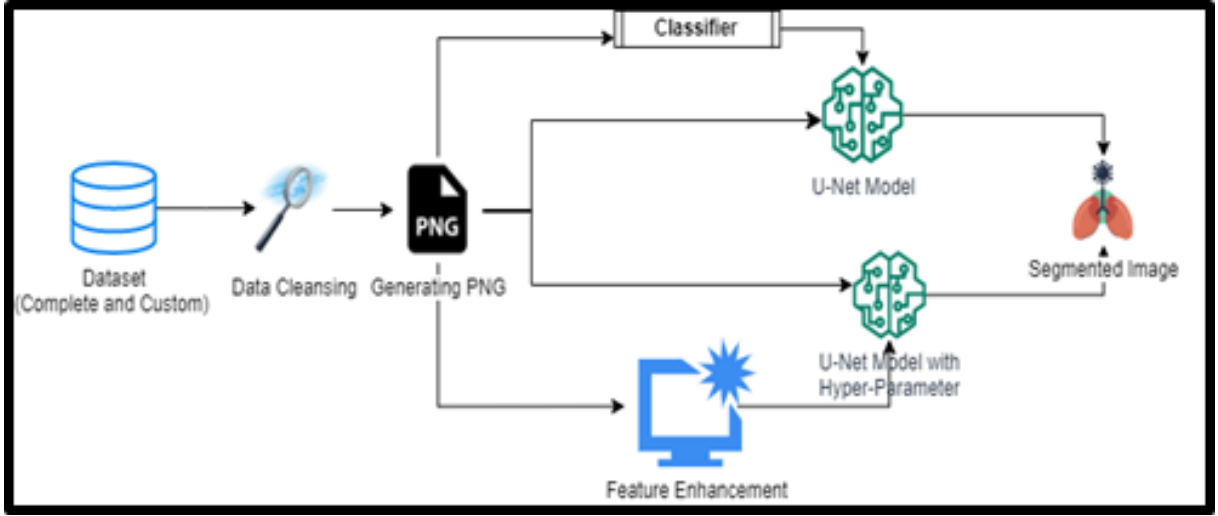 Classifier
PNG
U-Net Model
Dataset
(Complete and Custom)
Data Cleansing
Generating PNG
Segmented Image
U-Net Model with
Hyper-Parameter
Feature Enhancement